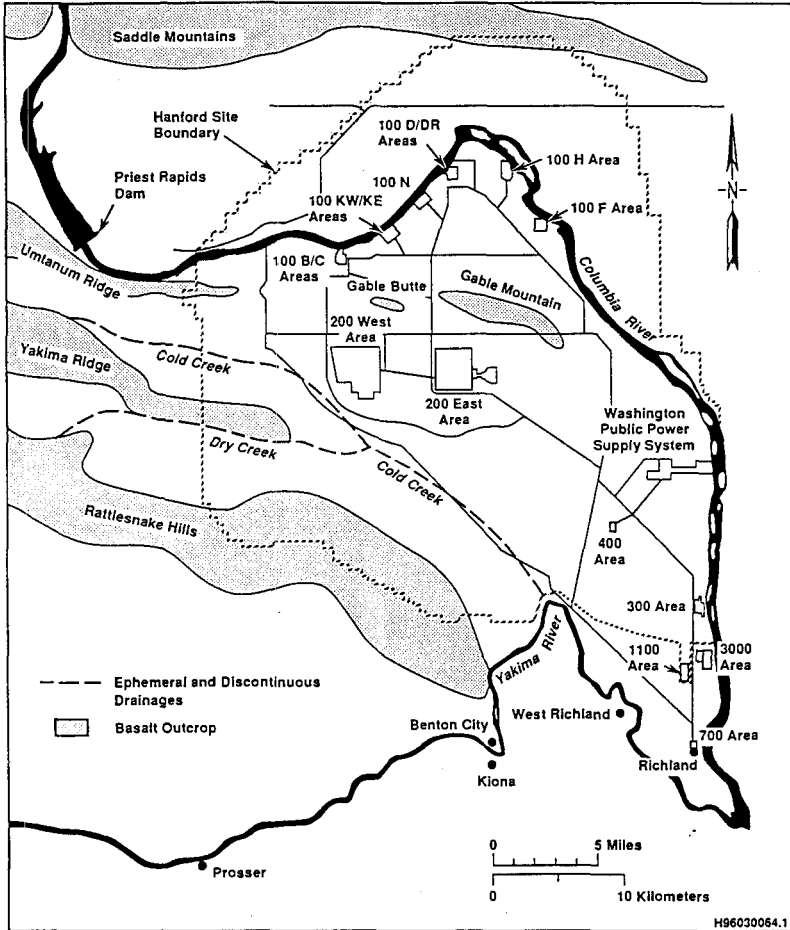 Saddle Mountains
Hanford Site
Boundary
100 D/DR
Areas
100 H Area
Priest Rapids
Dam
100 N
100 KW/KE
Areas
100 F Area
-N-
Umtanum Ridge
100 B/C
Areas
Gable Butte
Gable
Mountain
Columbia River
200 West
Area
Cold Creek
Yakima Ridge
200 East
Area
Washington
Public Power
Supply System
Dry Creek
Cold Creek
Rattlesnake Hills
400
Area
300 Area
1100
Area
3000
Area
Yakima River
Ephemeral and Discontinuous
Drainages
Basalt Outcrop
West Richland
Benton City
700 Area
Richland
Kiona
0 5 Miles
0 10 Kilometers
Prosser
H96030064.1